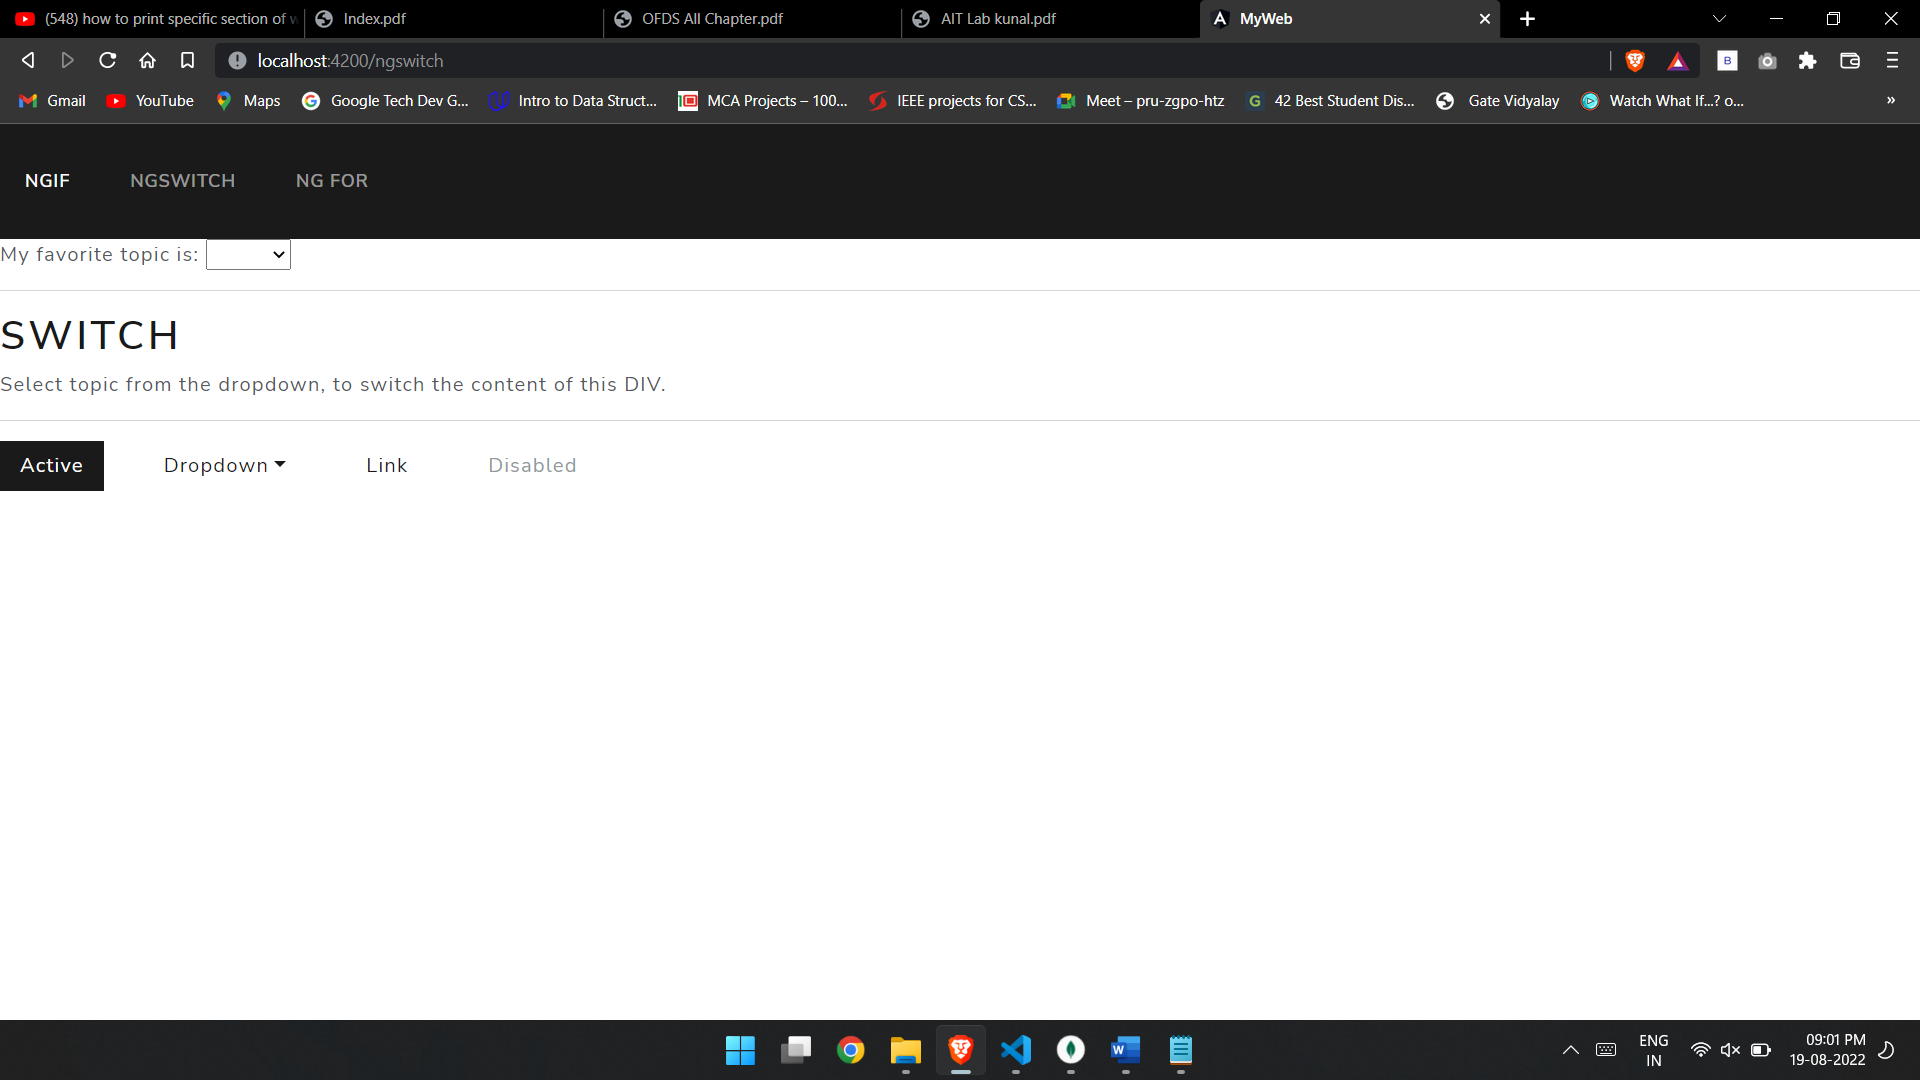 (548) how to print specific section of w
Index.pdf
OFDS All Chapter.pdf
AIT Lab kunal.pdf
MyWeb
localhost:4200/ngswitch
B
Gmail
YouTube
Maps
Google Tech Dev G...
Intro to Data Struct...
MCA Projects – 100...
IEEE projects for CS...
Meet – pru-zgpo-htz
G
42 Best Student Dis...
Gate Vidyalay
Watch What If...? o...
»
NGIF
NGSWITCH
NG FOR
My favorite topic is:
SWITCH
Select topic from the dropdown, to switch the content of this DIV.
Active
Dropdown
Link
Disabled
W
ENG
IN
09:01 PM
19-08-2022